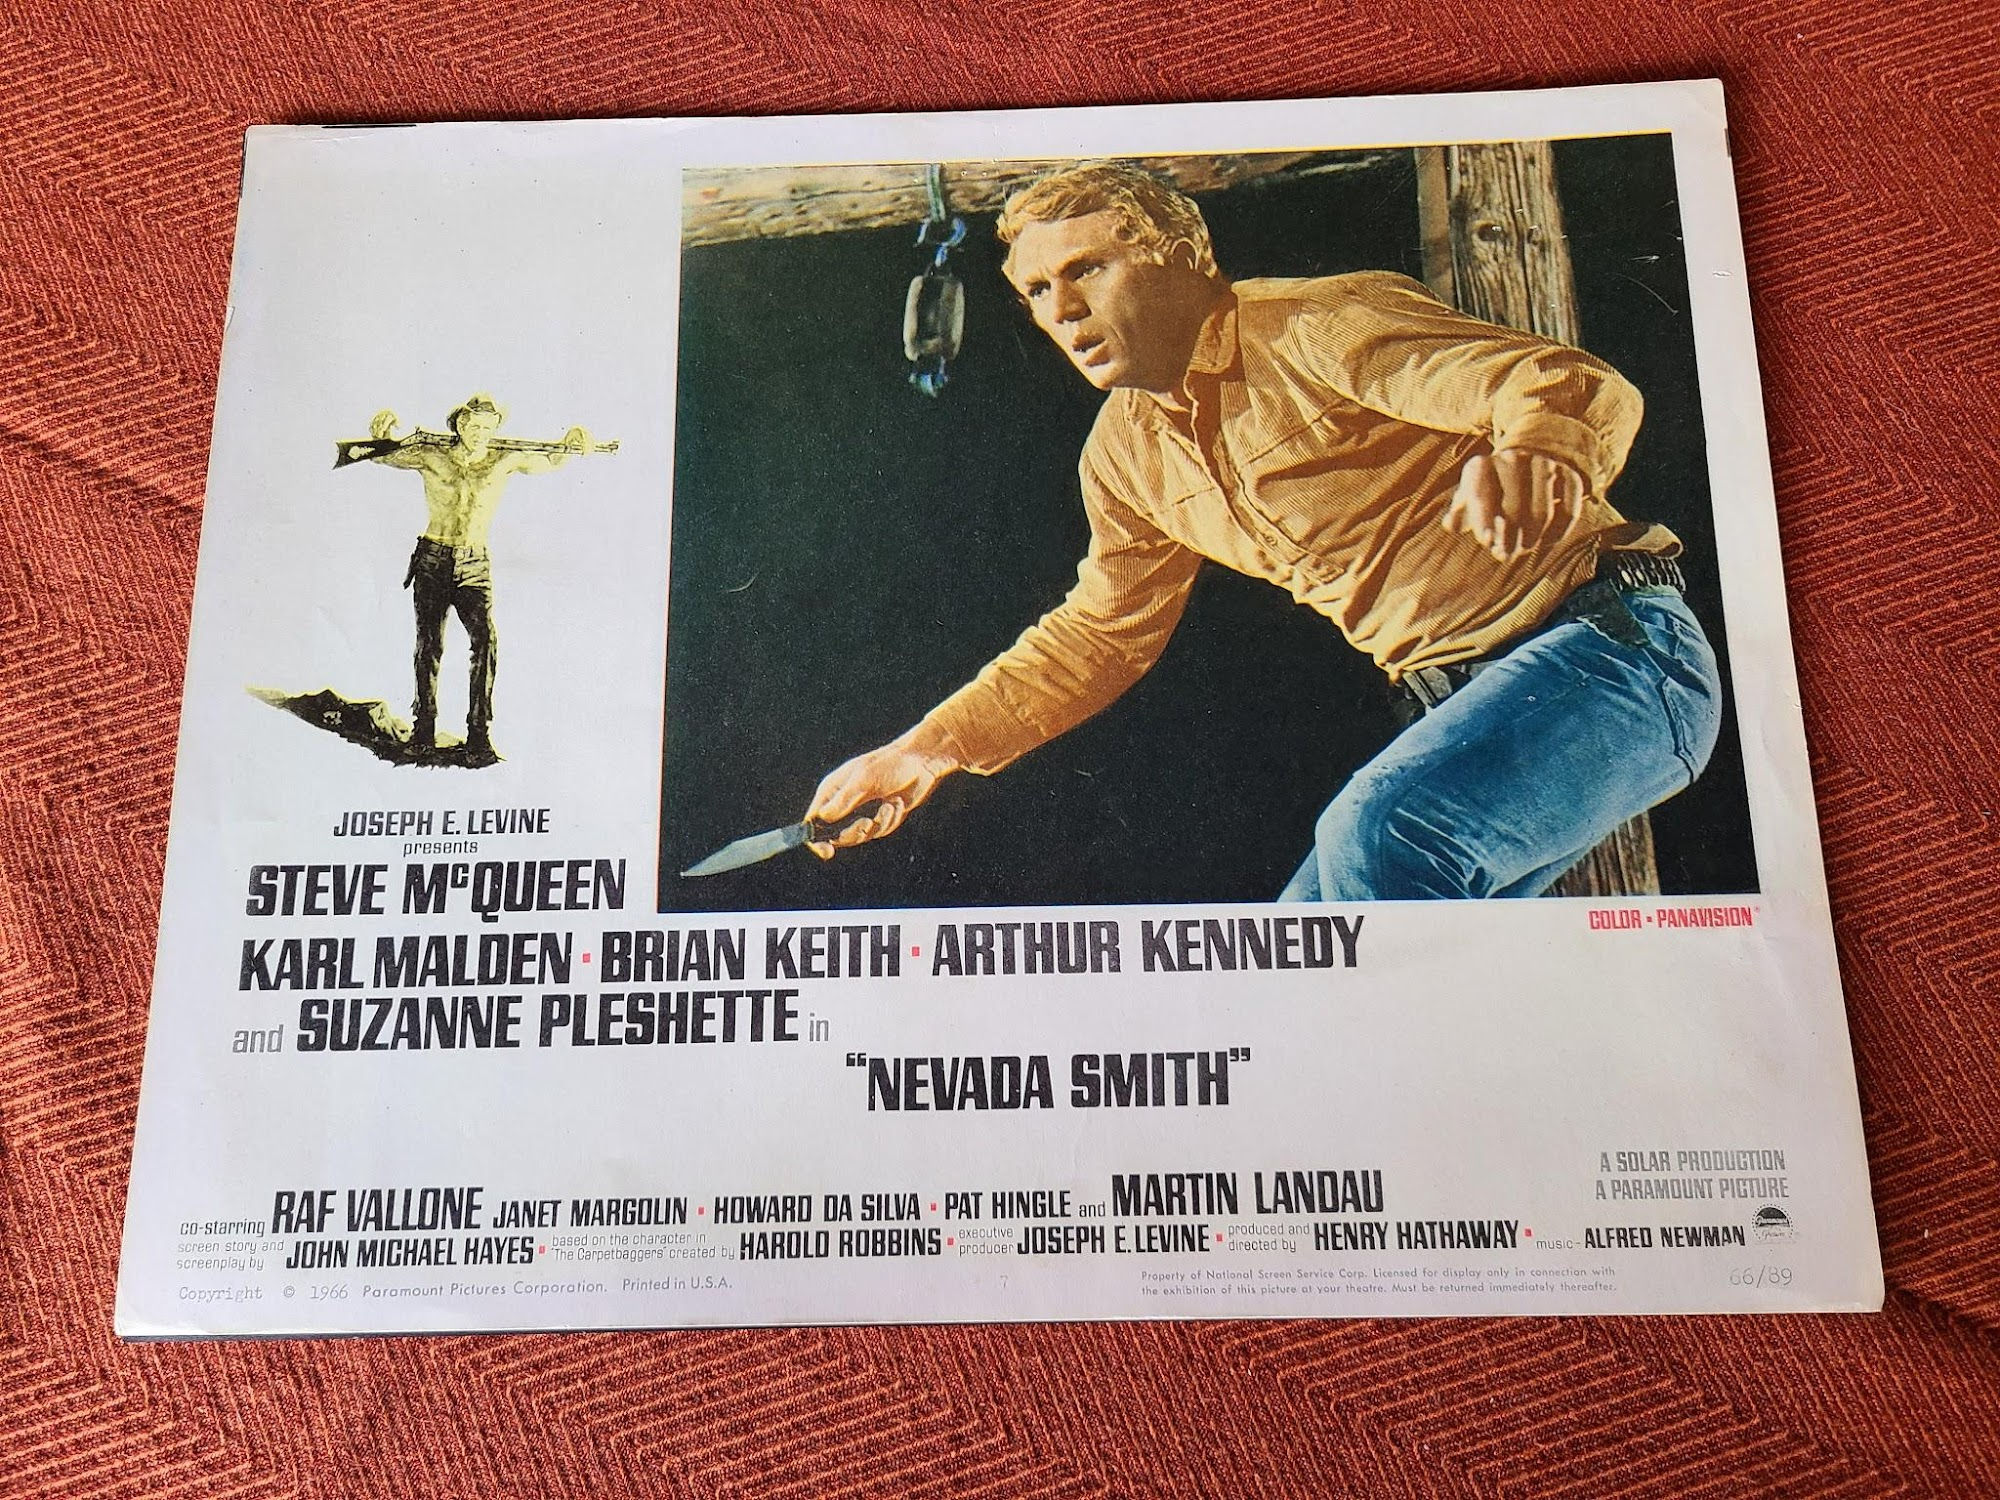 JOSEPH E. LEVINE
presents
STEVE McQUEEN
COLOR · PANAVISION®
KARL MALDEN · BRIAN KEITH · ARTHUR KENNEDY
and SUZANNE PLESHETTE in
"NEVADA SMITH"
A SOLAR PRODUCTION
A PARAMOUNT PICTURE
co-starring RAF VALLONE JANET MARGOLIN · HOWARD DA SILVA · PAT HINGLE and MARTIN LANDAU
screen story and screenplay by JOHN MICHAEL HAYES · based on the character in "The Carpetbaggers" created by HAROLD ROBBINS · executive producer JOSEPH E. LEVINE · produced and directed by HENRY HATHAWAY · music - ALFRED NEWMAN
Copyright © 1966 Paramount Pictures Corporation. Printed in U.S.A.
7
Property of National Screen Service Corp. Licensed for display only in connection with
the exhibition of this picture at your theatre. Must be returned immediately thereafter.
66/89